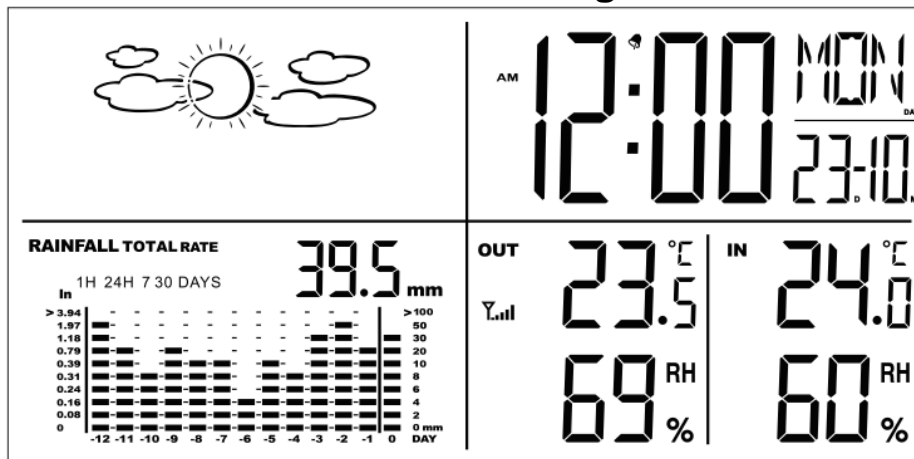 AM 12:00
MON
DA
23-10
D M
RAINFALL TOTAL RATE
39.5 mm
1H 24H 7 30 DAYS
In
>3.94 >100
1.97 50
1.18 30
0.79 20
0.39 10
0.31 8
0.24 6
0.16 4
0.08 2
0 0 mm
-12 -11 -10 -9 -8 -7 -6 -5 -4 -3 -2 -1 0 DAY
OUT 23.5 °C
69 RH %
IN 24.0 °C
60 RH %